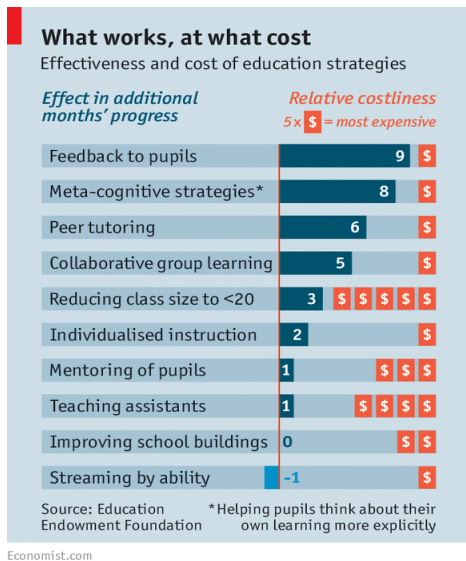 What works, at what cost
Effectiveness and cost of education strategies
Effect in additional months’ progress
Relative costliness
5 x $ = most expensive
Feedback to pupils 9 $
Meta-cognitive strategies* 8 $
Peer tutoring 6 $
Collaborative group learning 5 $
Reducing class size to <20 3 $ $ $ $ $
Individualised instruction 2 $
Mentoring of pupils 1 $ $ $
Teaching assistants 1 $ $ $ $
Improving school buildings 0 $ $
Streaming by ability -1 $
Source: Education
Endowment Foundation
*Helping pupils think about their
own learning more explicitly
Economist.com